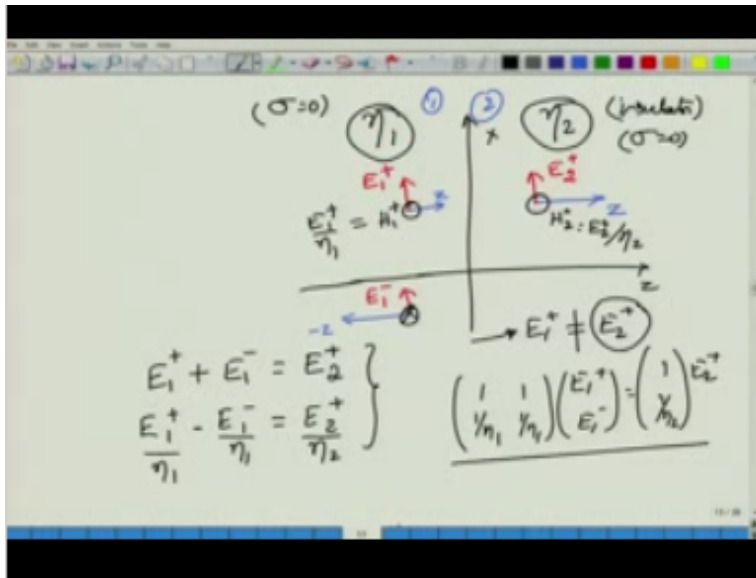 (σ=0) η1 ① ② η2 (insulator)
x (σ=0)
E1+ z E2+
E1+/η1 = H1+ H2+ = E2+/η2 z
z
E1-
-z
E1+ ≠ E2+
E1+ + E1- = E2+
E1+/η1 - E1-/η1 = E2+/η2
(1 1
1/η1 1/η1) (E1+
E1-) = (1
1/η2) E2+